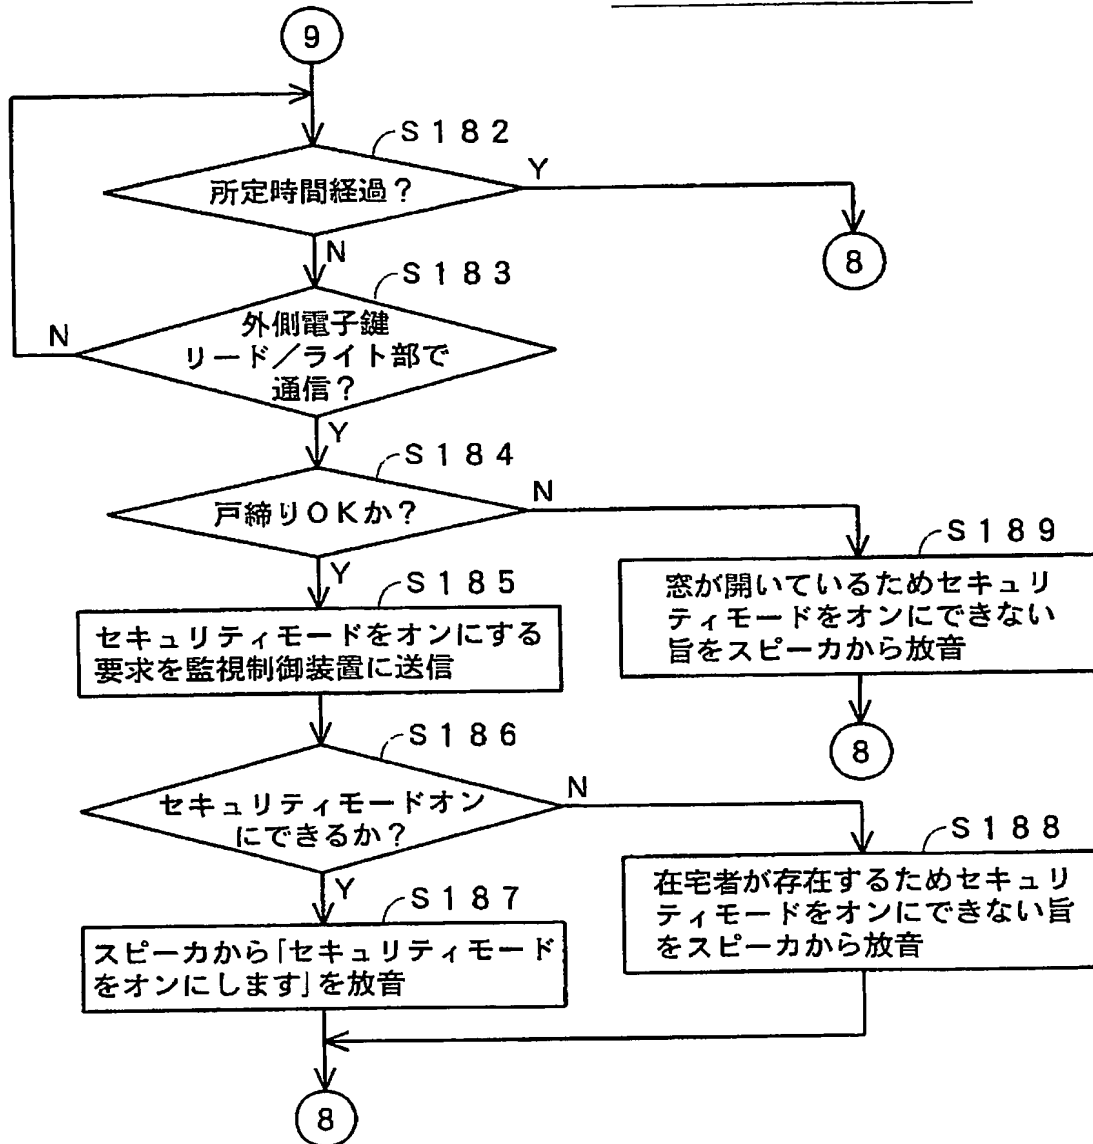 9
S182
所定時間経過?
Y
8
N
S183
外側電子鍵
リード/ライト部で
通信?
N
Y
S184
戸締りOKか?
N
S189
窓が開いているためセキュリ
ティモードをオンにできない
旨をスピーカから放音
8
Y
S185
セキュリティモードをオンにする
要求を監視制御装置に送信
S186
セキュリティモードオン
にできるか?
N
S188
在宅者が存在するためセキュリ
ティモードをオンにできない旨
をスピーカから放音
Y
S187
スピーカから「セキュリティモード
をオンにします」を放音
8